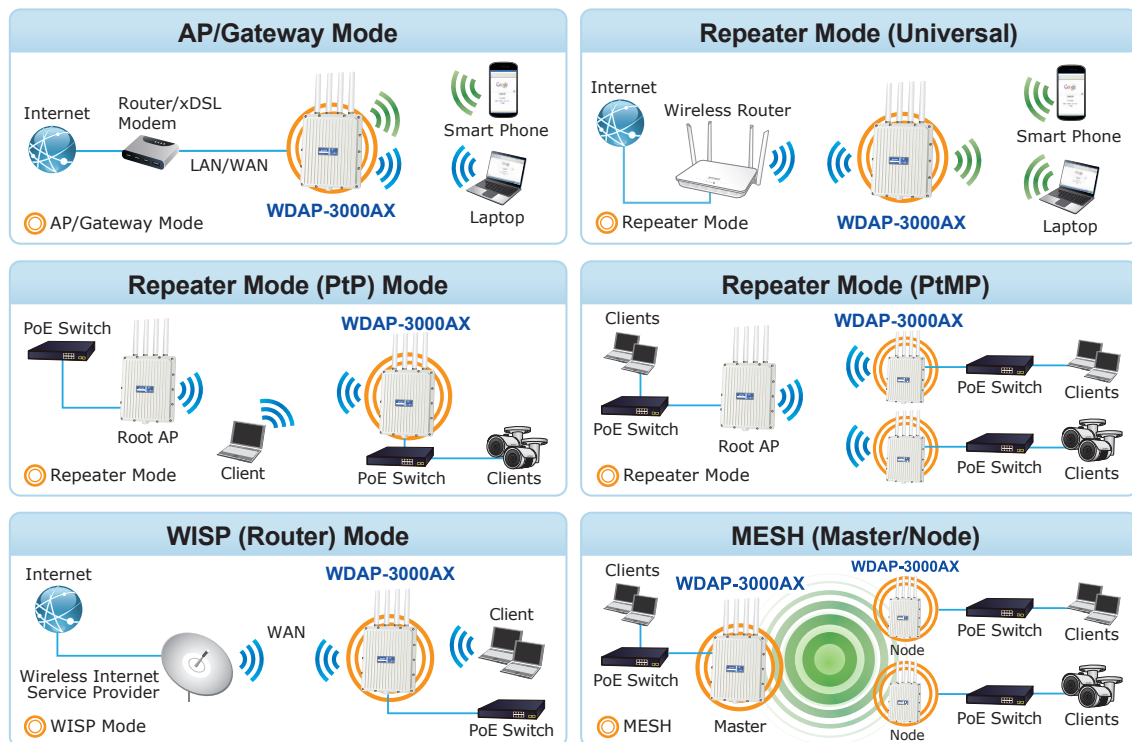 AP/Gateway Mode
Internet
Router/xDSL
Modem
LAN/WAN
WDAP-3000AX
Smart Phone
Laptop
AP/Gateway Mode
Repeater Mode (Universal)
Internet
Wireless Router
WDAP-3000AX
Smart Phone
Laptop
Repeater Mode
Repeater Mode (PtP) Mode
PoE Switch
Root AP
Client
WDAP-3000AX
PoE Switch
Clients
Repeater Mode
Repeater Mode (PtMP)
Clients
PoE Switch
Root AP
WDAP-3000AX
PoE Switch
Clients
PoE Switch
Clients
Repeater Mode
WISP (Router) Mode
Internet
Wireless Internet
Service Provider
WAN
WDAP-3000AX
Client
PoE Switch
WISP Mode
MESH (Master/Node)
Clients
PoE Switch
WDAP-3000AX
Master
WDAP-3000AX
Node
PoE Switch
Clients
Node
PoE Switch
Clients
MESH